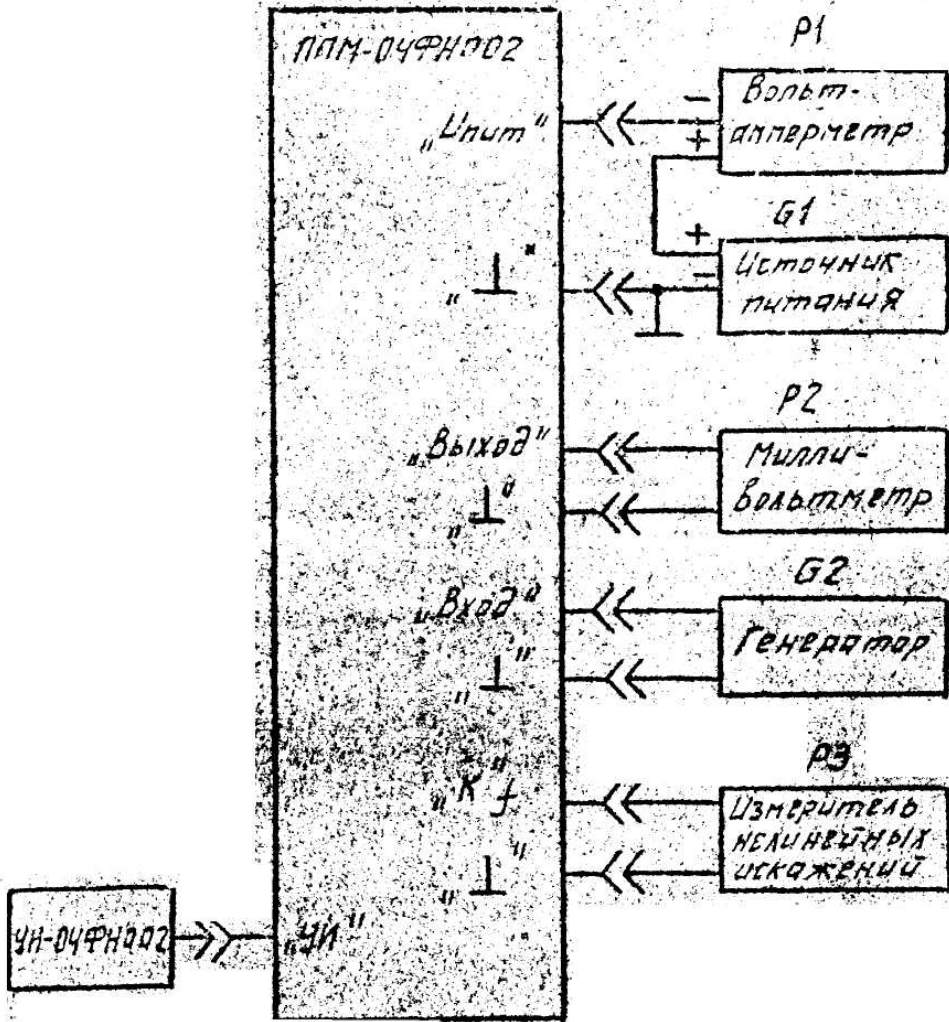 ППМ-04ФН002
P1
„Uпит"
Вольт-
амперметр
−
+
G1
+
−
Источник
питания
„⊥"
P2
„Выход"
Милли-
вольтметр
„⊥"
G2
„Вход"
Генератор
„⊥"
P3
„Kf"
Измеритель
нелинейных
искажений
„⊥"
УН-04ФН002
„УИ"